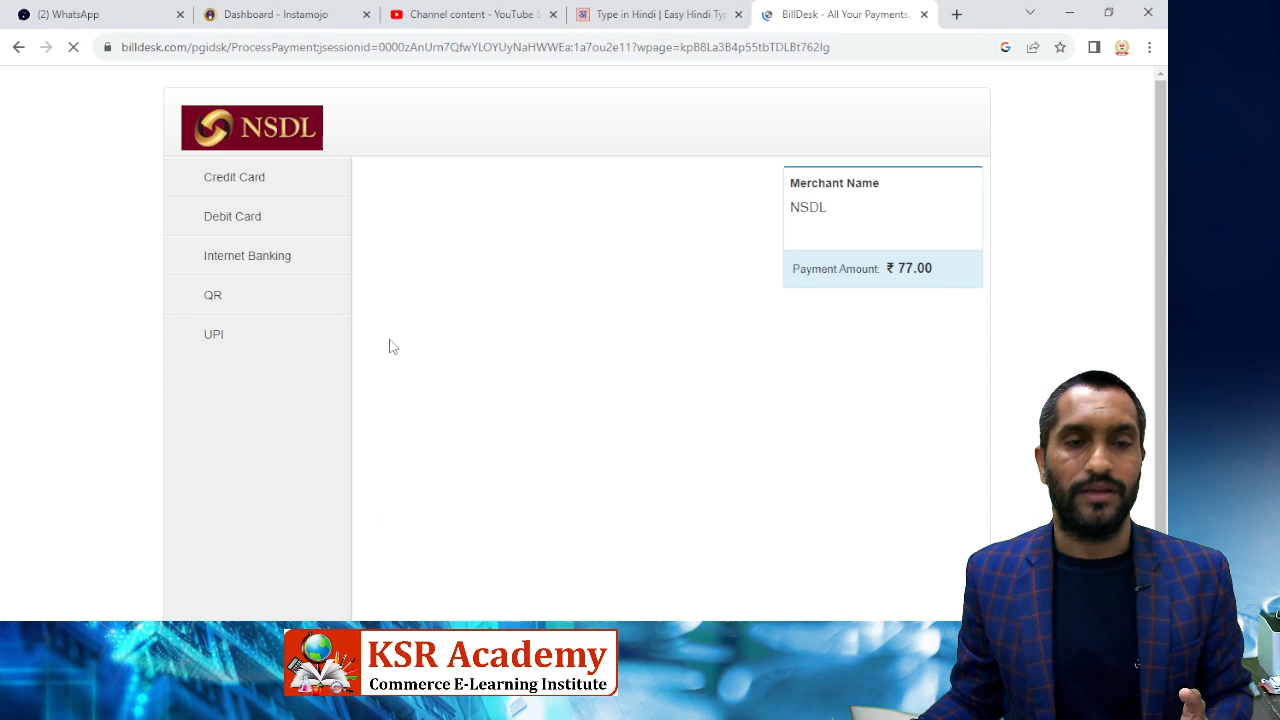 (2) WhatsApp
Dashboard - Instamojo
Channel content - YouTube S
Type in Hindi | Easy Hindi Typ
BillDesk - All Your Payments.
billdesk.com/pgidsk/ProcessPayment;jsessionid=0000zAnUrn7QfwYLOYUyNaHWWEa:1a7ou2e11?wpage=kpB8La3B4p55tbTDLBt762lg
NSDL
Credit Card
Debit Card
Internet Banking
QR
UPI
Merchant Name
NSDL
Payment Amount: ₹ 77.00
KSR Academy
Commerce E-Learning Institute